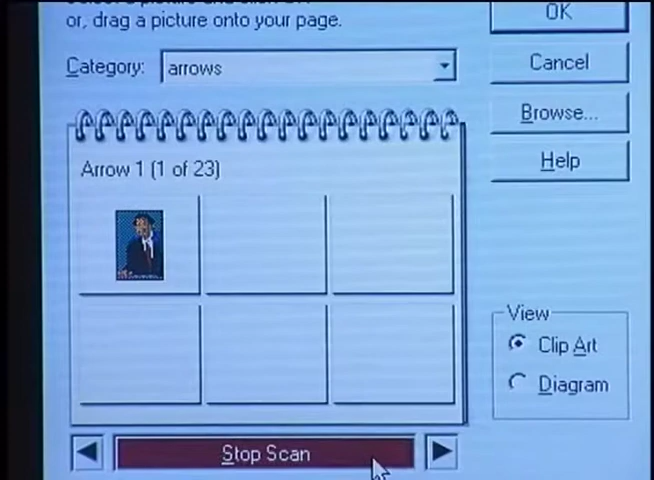 or, drag a picture onto your page.
OK
Category: arrows
Cancel
Browse...
Arrow 1 (1 of 23)
Help
View
Clip Art
Diagram
Stop Scan